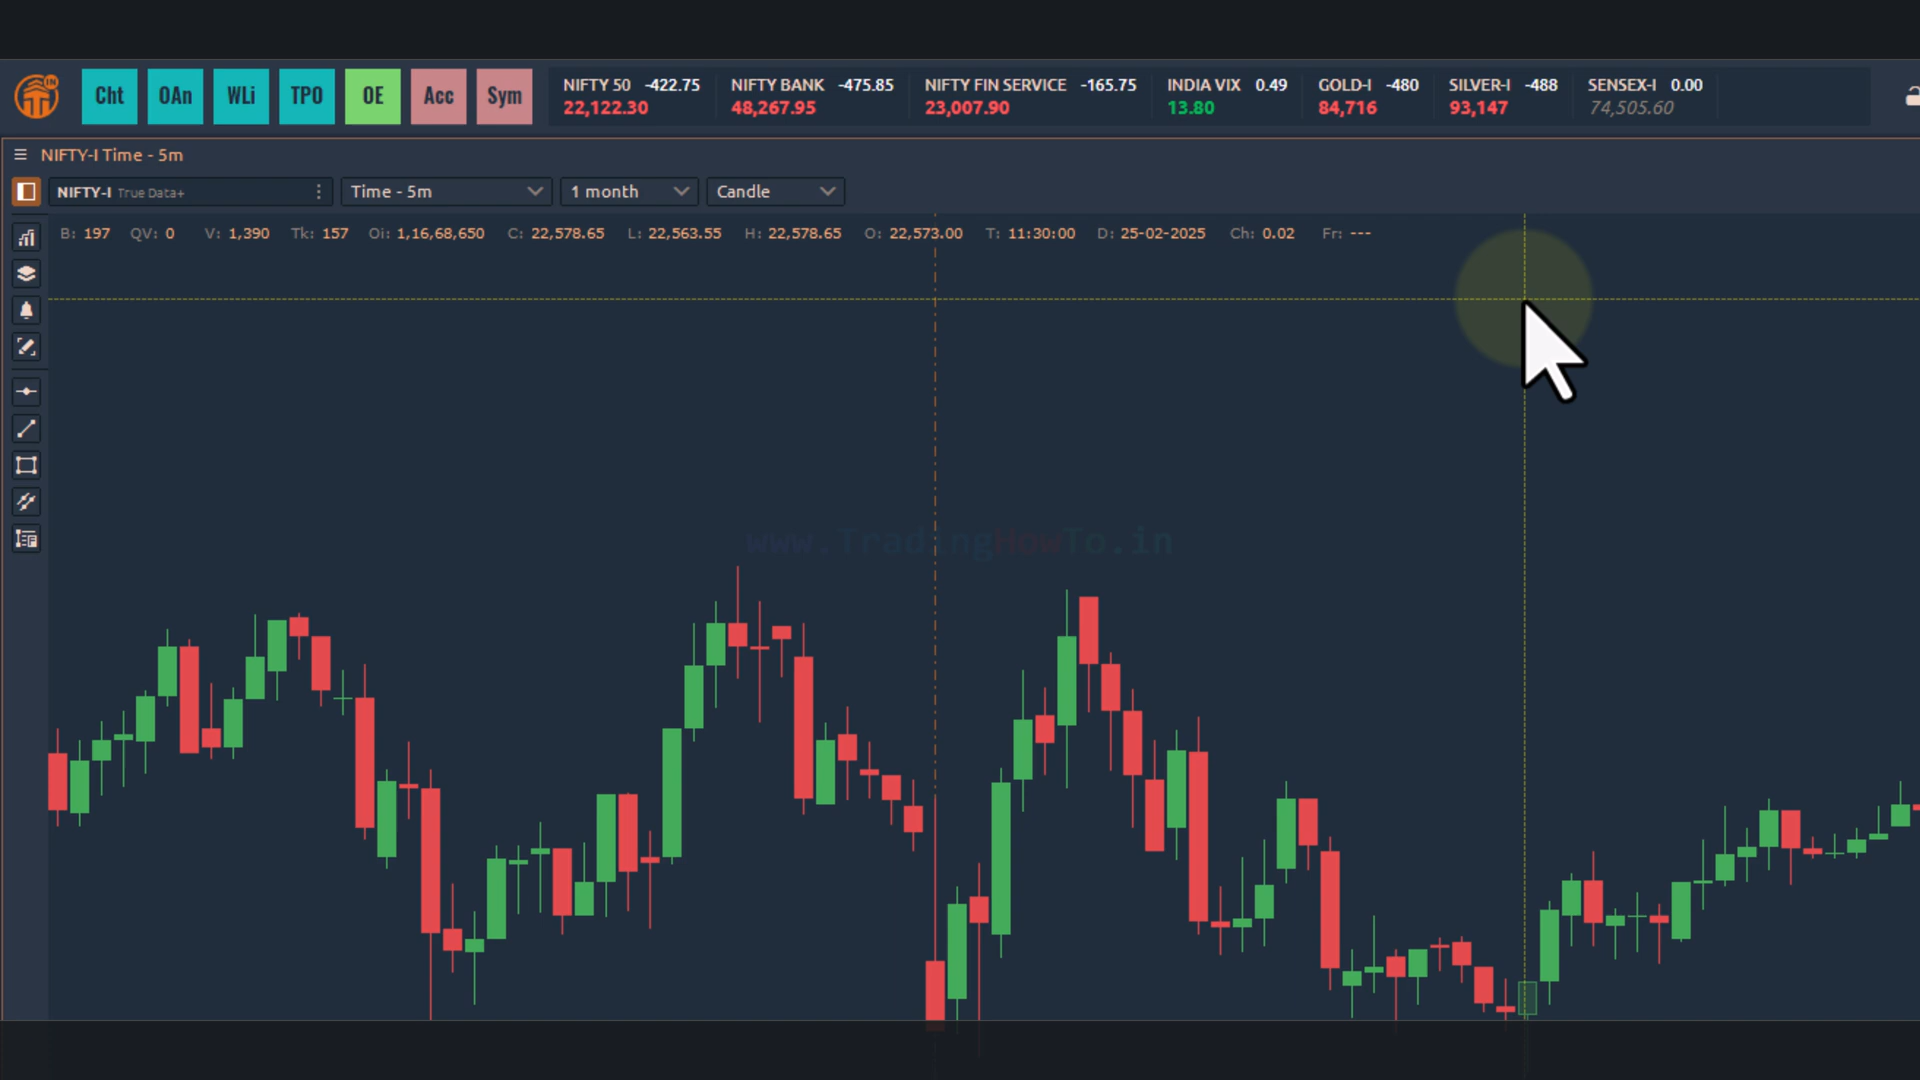 IN
Cht OAn WLi TPO OE Acc Sym
NIFTY 50 -422.75 NIFTY BANK -475.85 NIFTY FIN SERVICE -165.75 INDIA VIX 0.49 GOLD-I -480 SILVER-I -488 SENSEX-I 0.00
22,122.30 48,267.95 23,007.90 13.80 84,716 93,147 74,505.60
NIFTY-I Time - 5m
NIFTY-I True Data+ Time - 5m 1 month Candle
B: 197 QV: 0 V: 1,390 Tk: 157 Oi: 1,16,68,650 C: 22,578.65 L: 22,563.55 H: 22,578.65 O: 22,573.00 T: 11:30:00 D: 25-02-2025 Ch: 0.02 Fr: ---
www.TradingHowTo.in